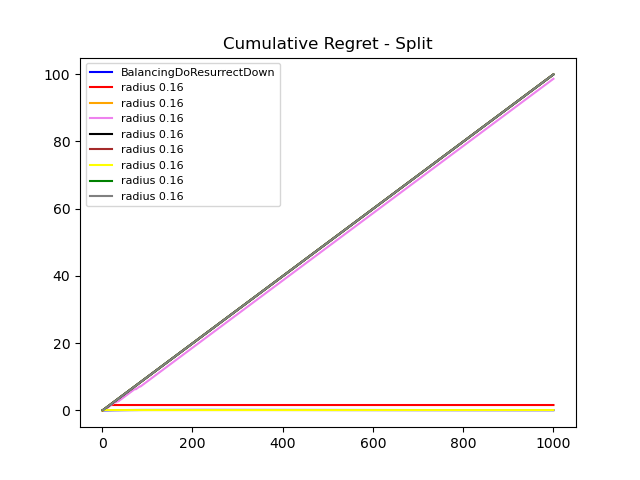 Cumulative Regret - Split
BalancingDoResurrectDown
radius 0.16
radius 0.16
radius 0.16
radius 0.16
radius 0.16
radius 0.16
radius 0.16
radius 0.16
100
80
60
40
20
0
0 200 400 600 800 1000